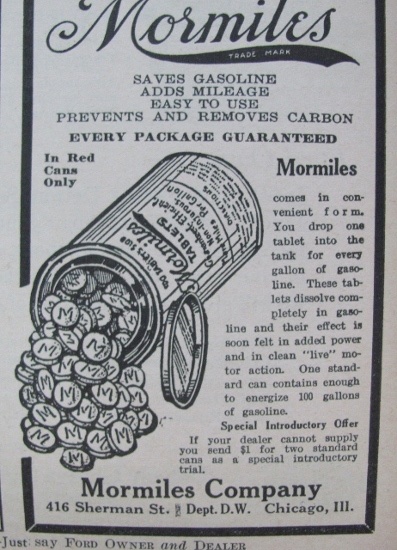 Mormiles
TRADE MARK
SAVES GASOLINE
ADDS MILEAGE
EASY TO USE
PREVENTS AND REMOVES CARBON
EVERY PACKAGE GUARANTEED
In Red
Cans
Only
Mormiles
TABLETS
DIRECTIONS
Per Gallon
Mormiles
comes in con-
venient form.
You drop one
tablet into the
tank for every
gallon of gaso-
line. These tab-
lets dissolve com-
pletely in gaso-
line and their effect is
soon felt in added power
and in clean "live" mo-
tor action. One stand-
ard can contains enough
to energize 100 gallons
of gasoline.
Special Introductory Offer
If your dealer cannot supply
you send $1 for two standard
cans as a special introductory
trial.
Mormiles Company
416 Sherman St. Dept. D.W. Chicago, Ill.
Just say FORD OWNER and DEALER